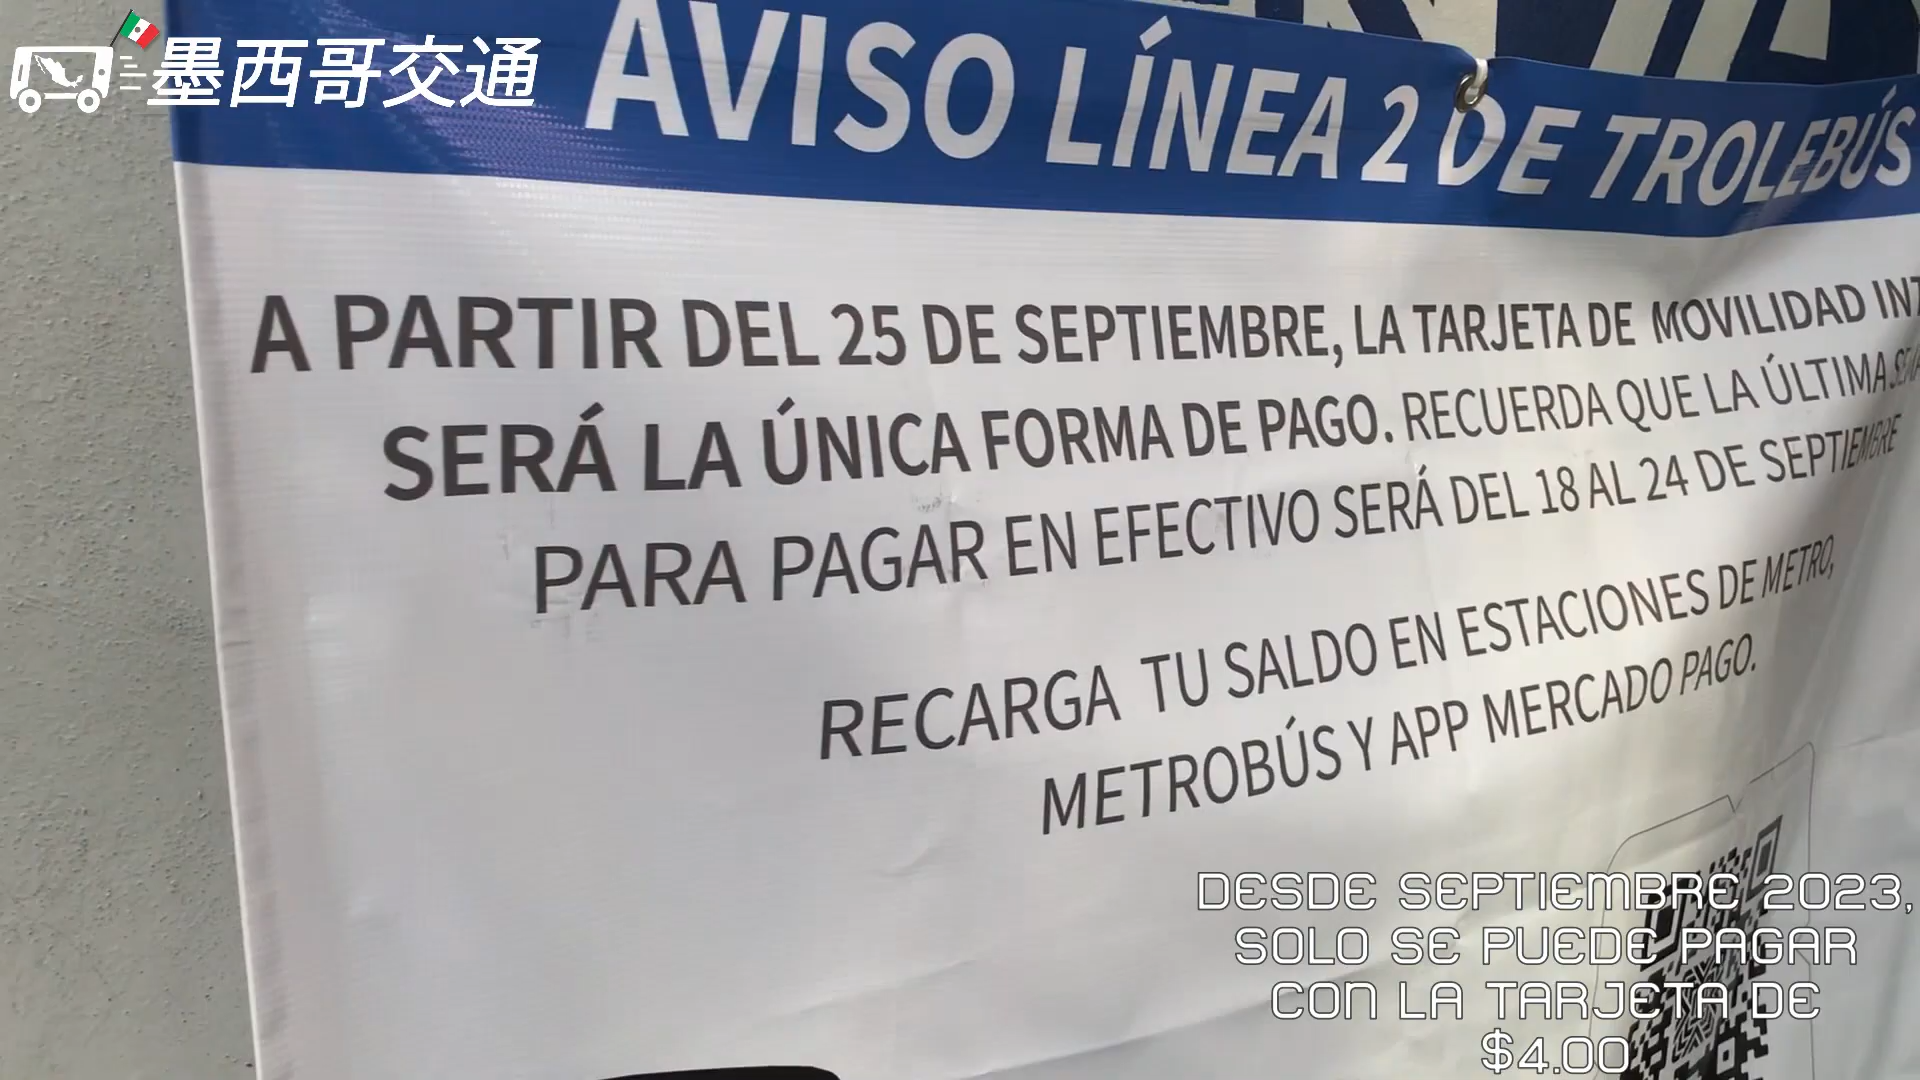 墨西哥交通
AVISO LÍNEA 2 DE TROLEBÚS
A PARTIR DEL 25 DE SEPTIEMBRE, LA TARJETA DE MOVILIDAD INT
SERÁ LA ÚNICA FORMA DE PAGO. RECUERDA QUE LA ÚLTIMA
PARA PAGAR EN EFECTIVO SERÁ DEL 18 AL 24 DE SEPTIEMBRE
RECARGA TU SALDO EN ESTACIONES DE METRO,
METROBÚS Y APP MERCADO PAGO.
DESDE SEPTIEMBRE 2023,
SOLO SE PUEDE PAGAR
CON LA TARJETA DE
$4.00